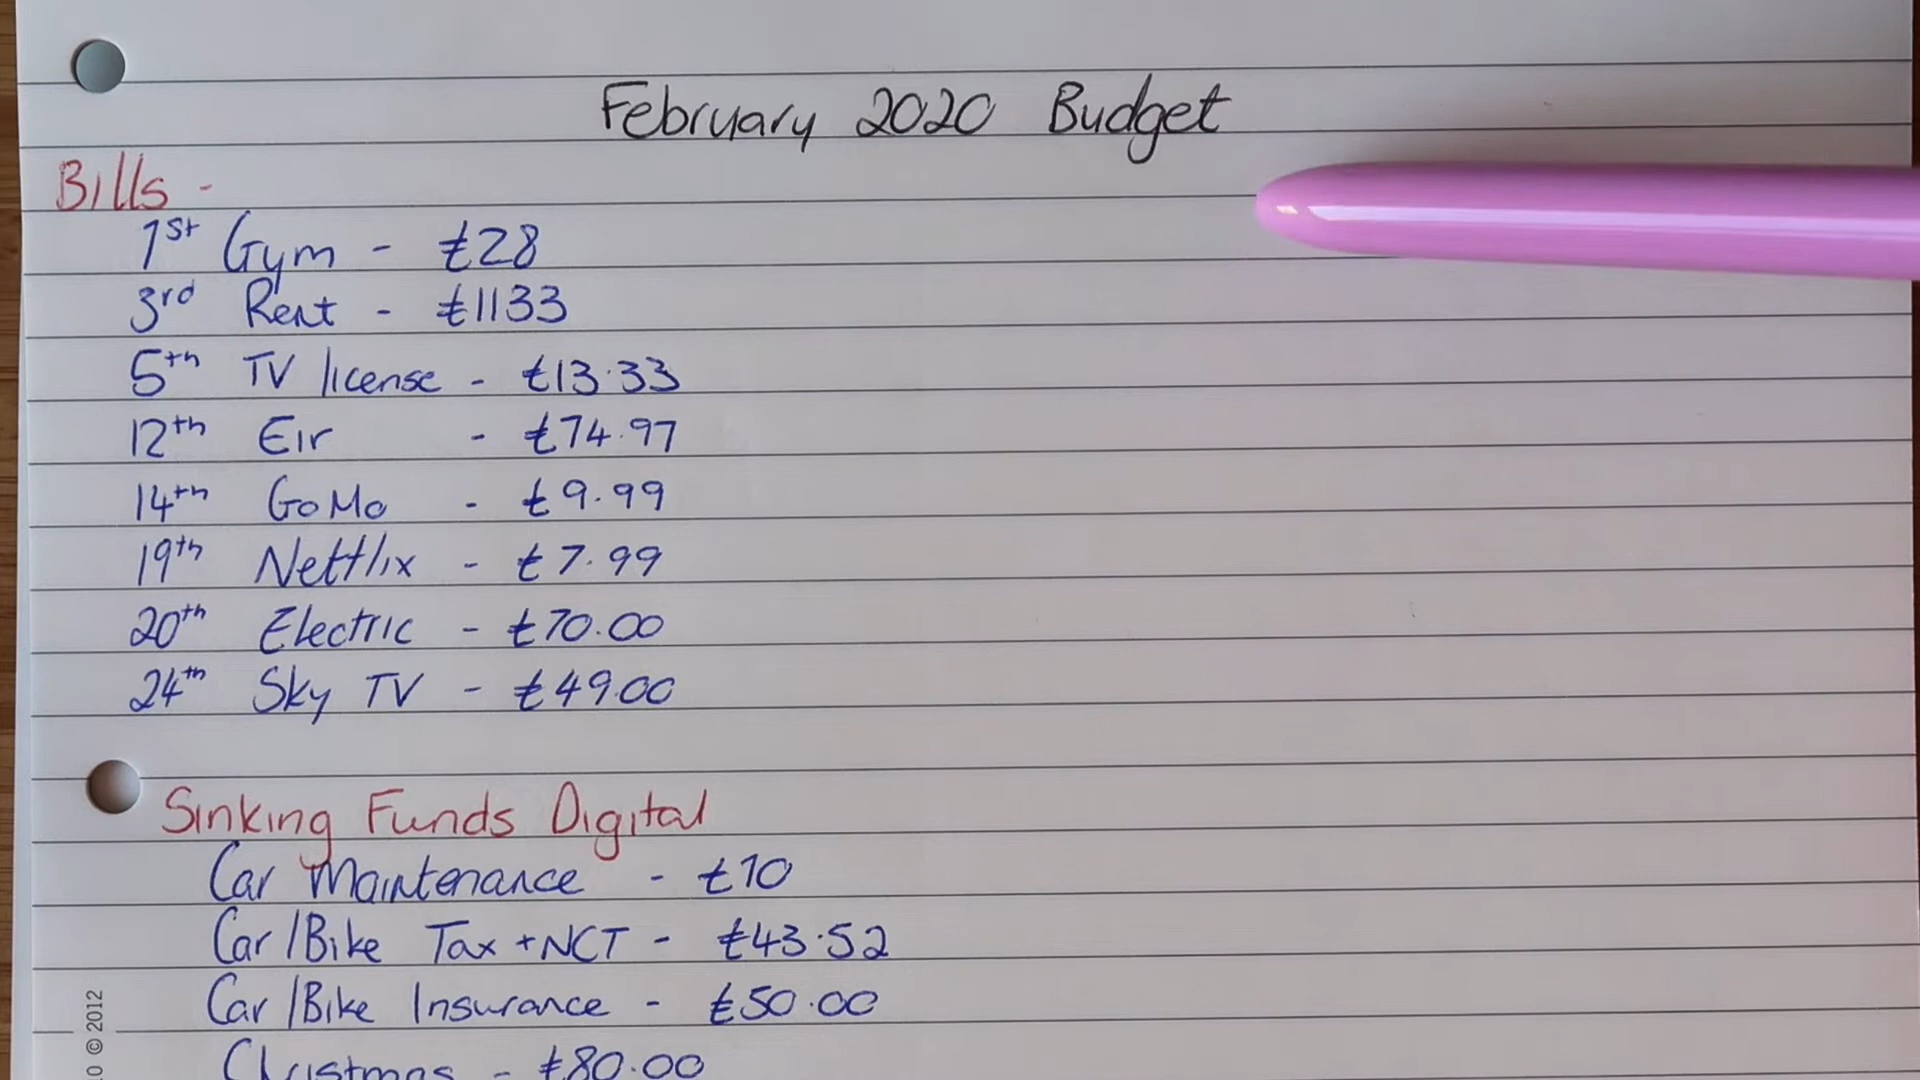 February 2020 Budget
Bills -
1st Gym - €28
3rd Rent - €1133
5th TV license - €13.33
12th Eir - €74.97
14th GoMo - €9.99
19th Netflix - €7.99
20th Electric - €70.00
24th Sky TV - €49.00
Sinking Funds Digital
Car Maintenance - €10
Car/Bike Tax + NCT - €43.52
Car/Bike Insurance - €50.00
Christmas - €80.00
10 © 2012